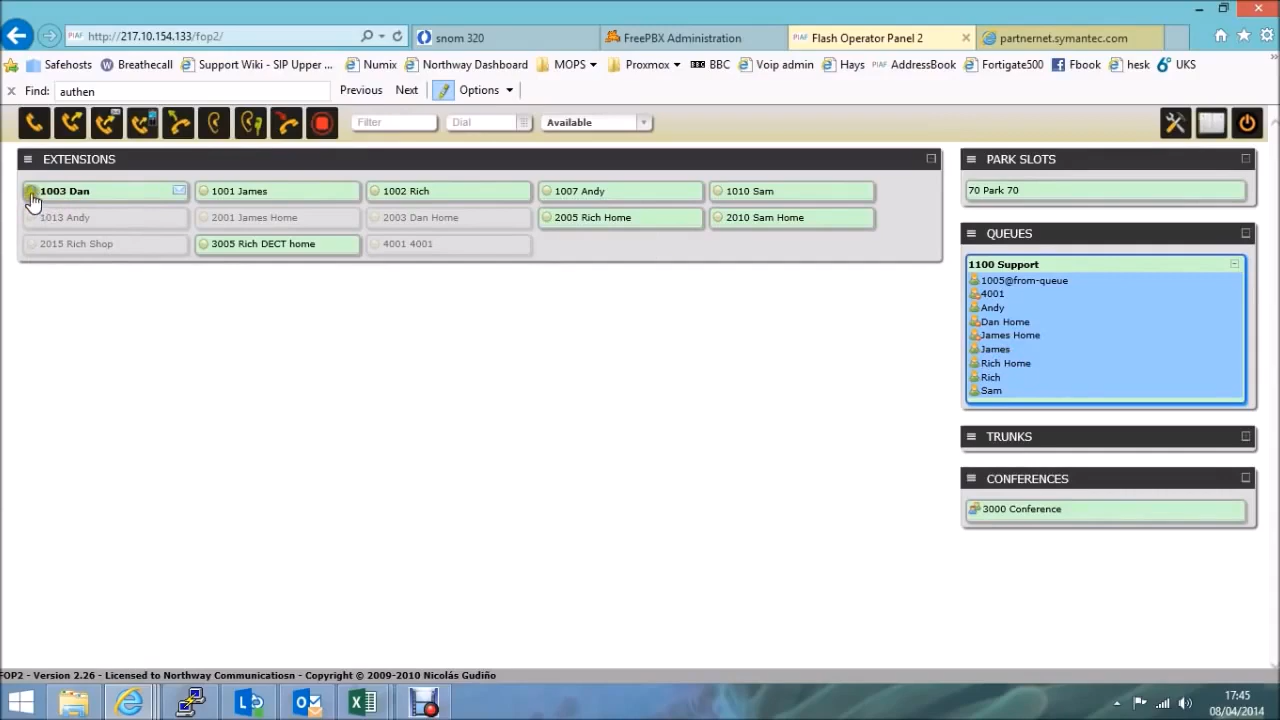 http://217.10.154.133/fop2/
snom 320
FreePBX Administration
Flash Operator Panel 2
partnernet.symantec.com
Safehosts
Breathecall
Support Wiki - SIP Upper ...
Numix
Northway Dashboard
MOPS
Proxmox
BBC
Voip admin
Hays
AddressBook
Fortigate500
Fbook
hesk
UKS
Find: authen
Previous
Next
Options
Filter
Dial
Available
EXTENSIONS
1003 Dan
1001 James
1002 Rich
1007 Andy
1010 Sam
1013 Andy
2001 James Home
2003 Dan Home
2005 Rich Home
2010 Sam Home
2015 Rich Shop
3005 Rich DECT home
4001 4001
PARK SLOTS
70 Park 70
QUEUES
1100 Support
1005@from-queue
4001
Andy
Dan Home
James Home
James
Rich Home
Rich
Sam
TRUNKS
CONFERENCES
3000 Conference
FOP2 - Version 2.26 - Licensed to Northway Communicatiosn - Copyright © 2009-2010 Nicolás Gudiño
17:45
08/04/2014